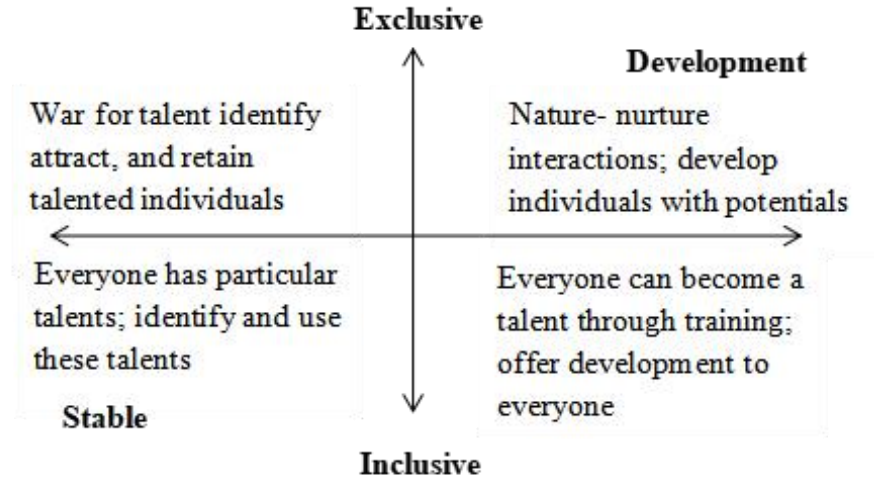 Exclusive
Development
War for talent identify
attract, and retain
talented individuals
Nature- nurture
interactions; develop
individuals with potentials
Everyone has particular
talents; identify and use
these talents
Everyone can become a
talent through training;
offer development to
everyone
Stable
Inclusive